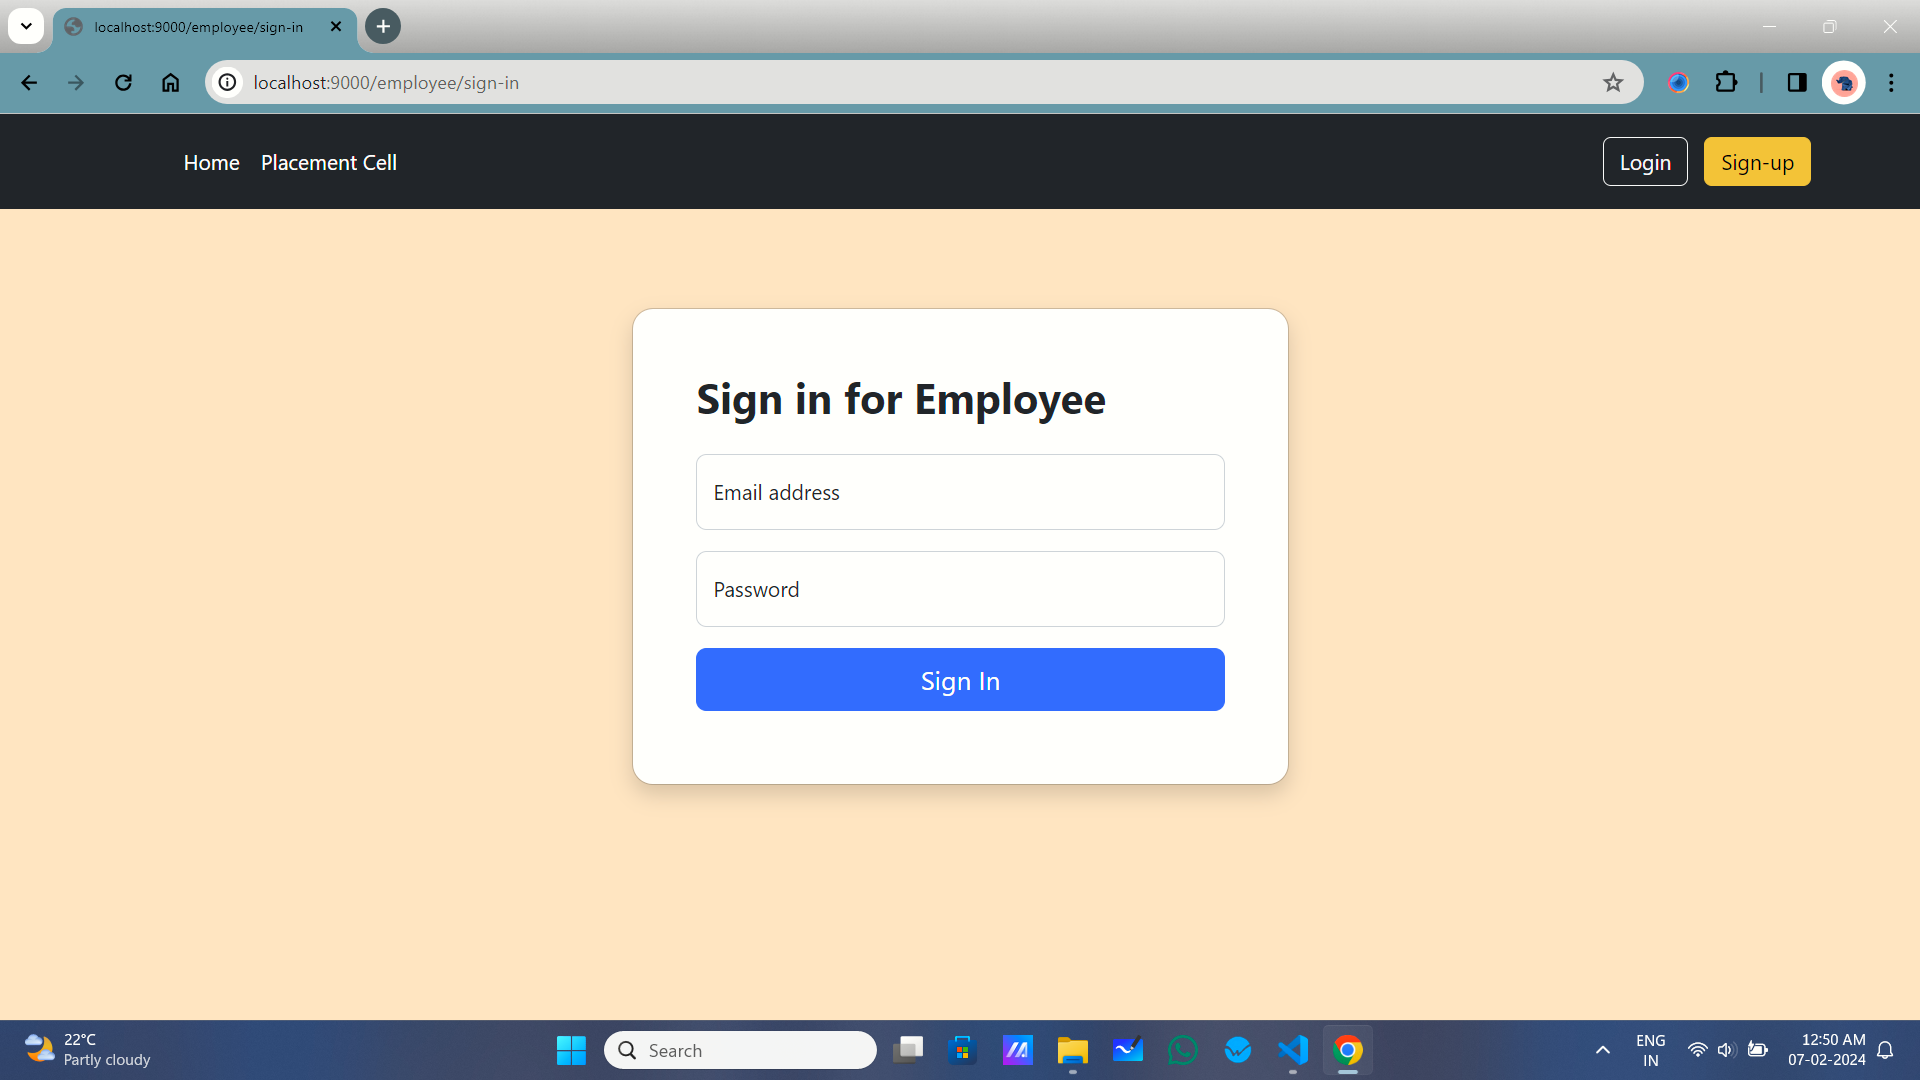 localhost:9000/employee/sign-in
localhost:9000/employee/sign-in
Home Placement Cell Login Sign-up
Sign in for Employee
Email address
Password
Sign In
22°C
Partly cloudy
Search
ENG
IN
12:50 AM
07-02-2024